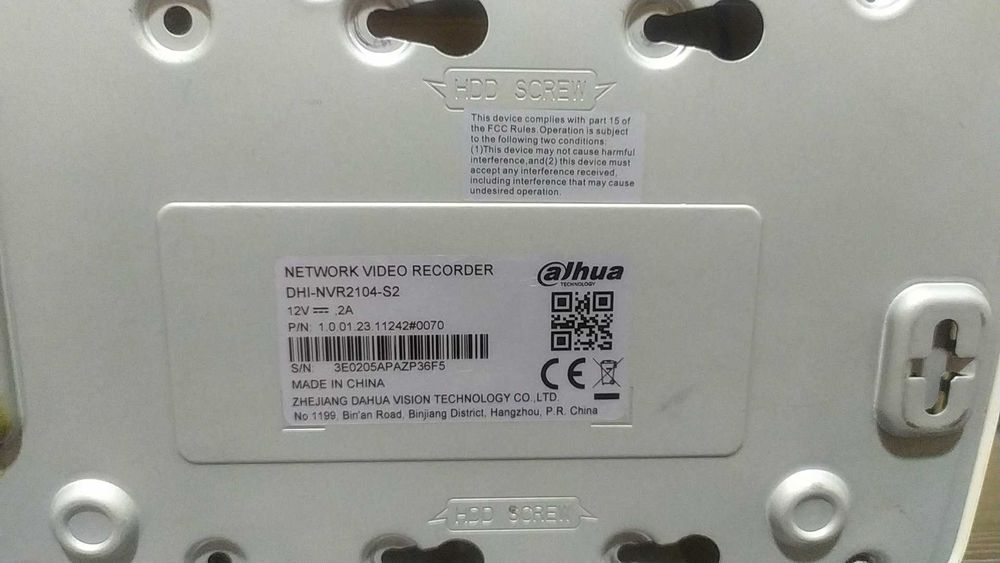 HDD SCREW
This device complies with part 15 of
the FCC Rules.Operation is subject
to the following two conditions:
(1)This device may not cause harmful
interference,and(2) this device must
accept any interference received,
including interference that may cause
undesired operation.
NETWORK VIDEO RECORDER
alhua
TECHNOLOGY
DHI-NVR2104-S2
12V ⎓ ,2A
P/N: 1.0.01.23.11242#0070
S/N: 3E0205APAZP36F5
CE
MADE IN CHINA
ZHEJIANG DAHUA VISION TECHNOLOGY CO.,LTD.
No.1199, Bin'an Road, Binjiang District, Hangzhou, P.R. China
HDD SCREW